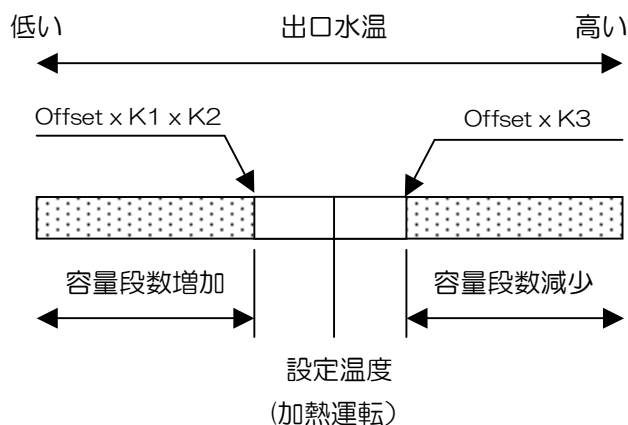 低い 出口水温 高い
Offset x K1 x K2 Offset x K3
容量段数増加 容量段数減少
設定温度
(加熱運転）